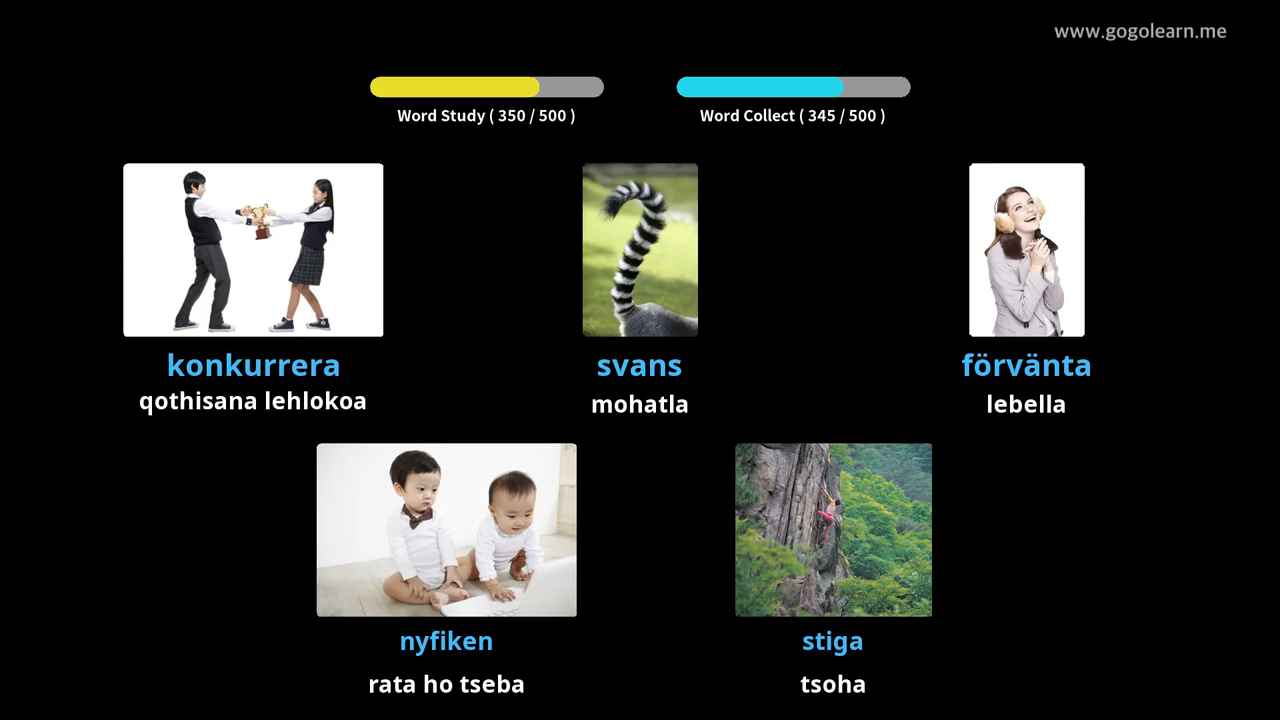 www.gogolearn.me
Word Study ( 350 / 500 )
Word Collect ( 345 / 500 )
konkurrera
qothisana lehlokoa
svans
mohatla
förvänta
lebella
nyfiken
rata ho tseba
stiga
tsoha